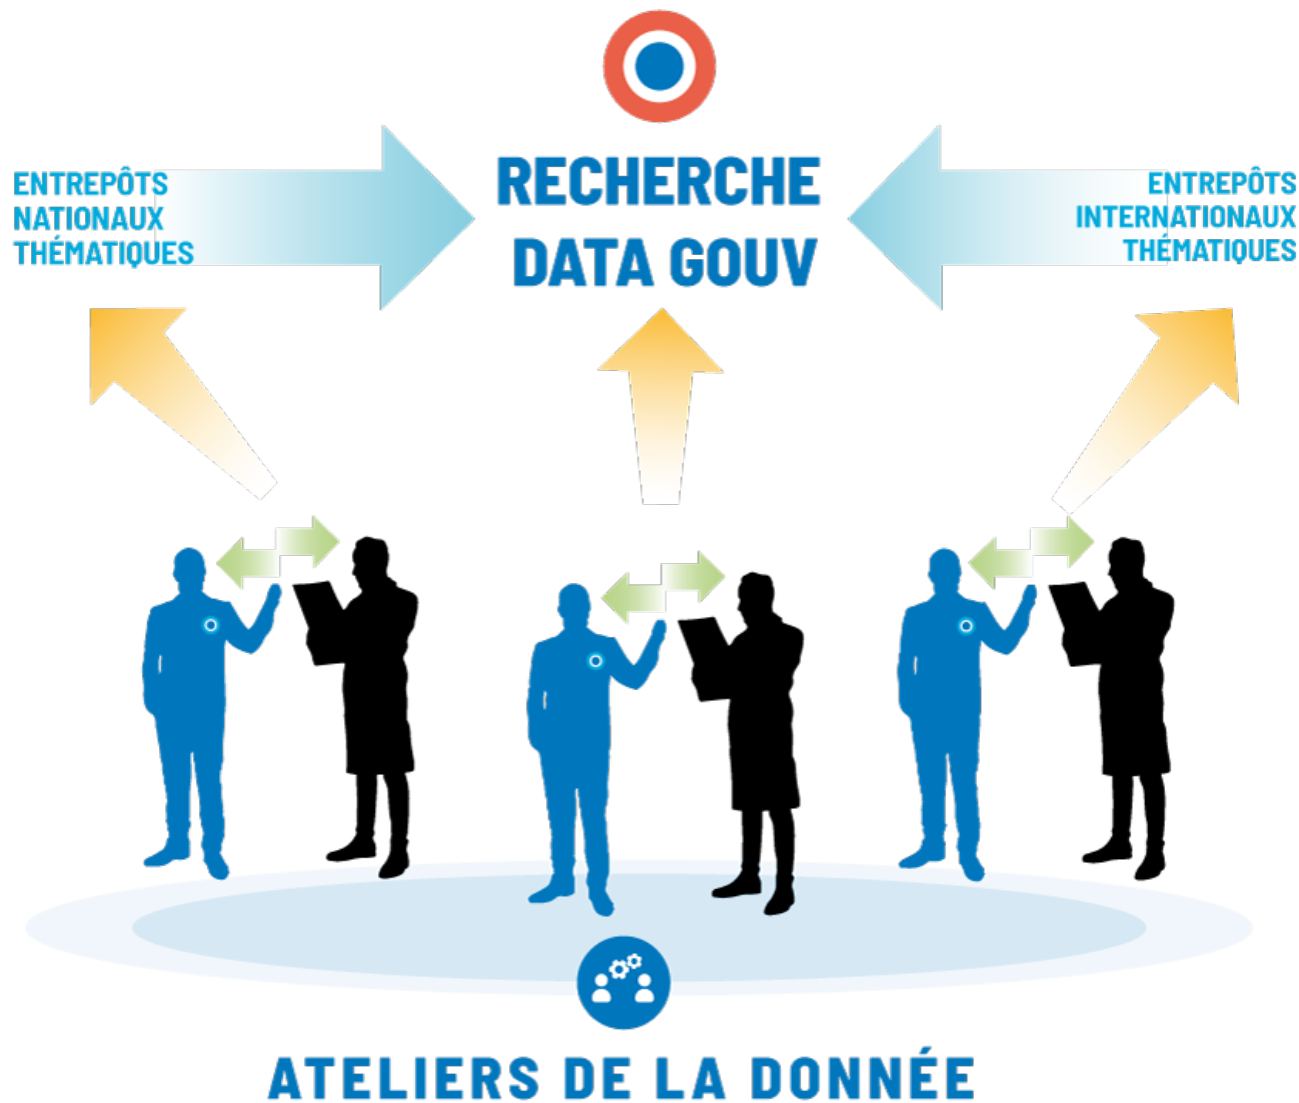 RECHERCHE
DATA GOUV
ENTREPÔTS
NATIONAUX
THÉMATIQUES
ENTREPÔTS
INTERNATIONAUX
THÉMATIQUES
ATELIERS DE LA DONNÉE